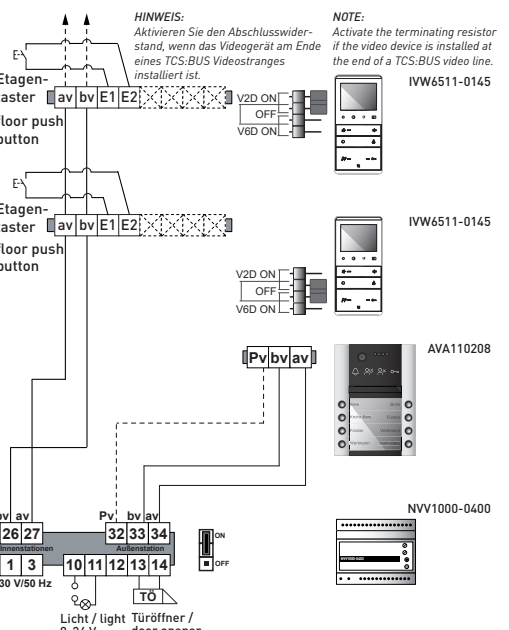 HINWEIS:
Aktivieren Sie den Abschlusswider-
stand, wenn das Videogerät am Ende
eines TCS:BUS Videostranges
installiert ist.
NOTE:
Activate the terminating resistor
if the video device is installed at
the end of a TCS:BUS video line.
Etagen-
taster
floor push
button
av bv E1 E2
V2D ON
OFF
V6D ON
IVW6511-0145
Etagen-
taster
floor push
button
av bv E1 E2
V2D ON
OFF
V6D ON
IVW6511-0145
Pv bv av
AVA110208
NVV1000-0400
bv av
26 27
Innenstationen
1 3
Pv bv av
32 33 34
Außenstation
10 11 12 13 14
ON
OFF
NVV1000-0400
TÖ
Licht / light
Türöffner /